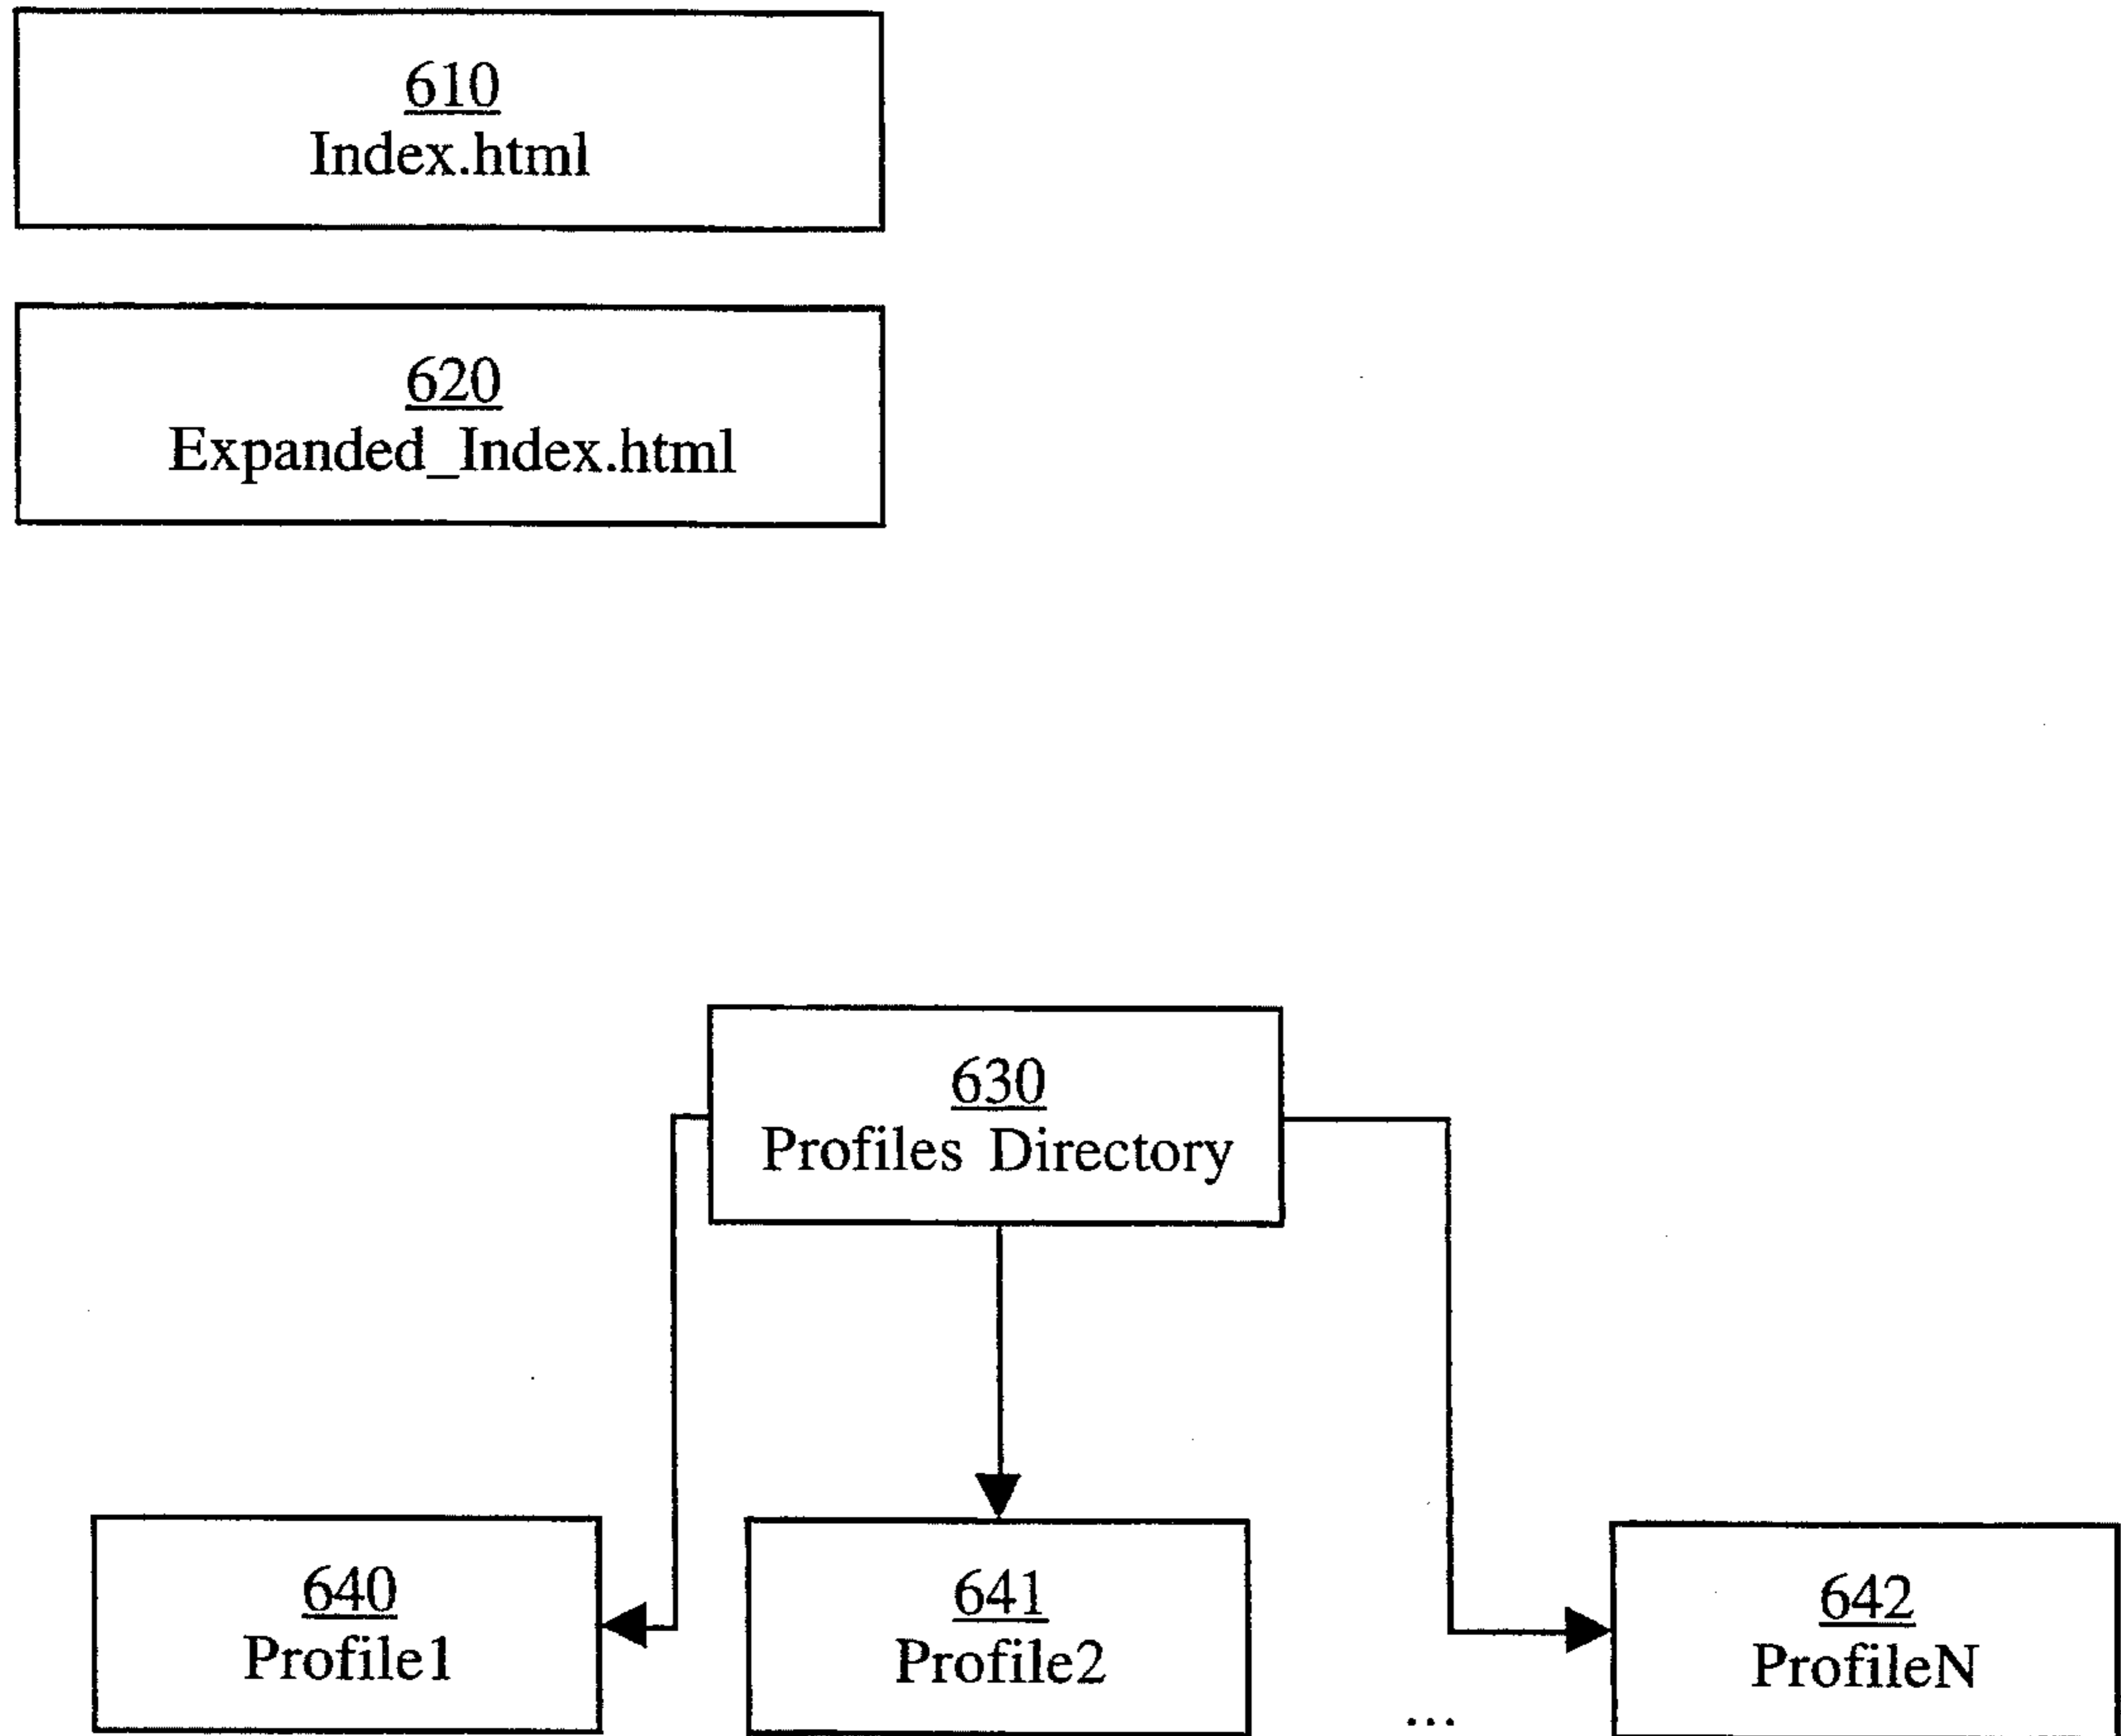 610
Index.html
620
Expanded_Index.html
630
Profiles Directory
640
Profile1
641
Profile2
...
642
ProfileN